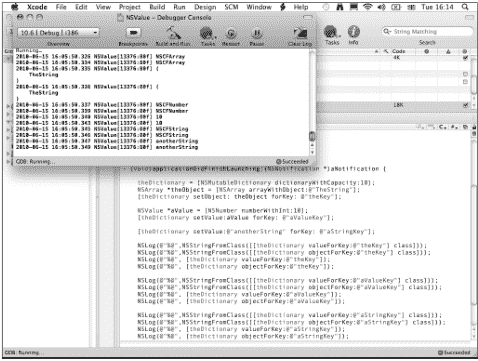 Xcode File Edit View Project Build Run Design SCM Window Help Tue 16:14
NSValue – Debugger Console
10.6 | Debug | i386
Overview Breakpoints Build and Run Tasks Restart Pause Clear Log
Tasks Info Search
String Matching
Code
4K
18K
Running…
2010-06-15 16:05:50.326 NSValue[13376:80f] NSCFArray
2010-06-15 16:05:50.334 NSValue[13376:80f] NSCFArray
2010-06-15 16:05:50.335 NSValue[13376:80f] (
TheString
)
2010-06-15 16:05:50.336 NSValue[13376:80f] (
TheString
)
2010-06-15 16:05:50.337 NSValue[13376:80f] NSCFNumber
2010-06-15 16:05:50.339 NSValue[13376:80f] NSCFNumber
2010-06-15 16:05:50.340 NSValue[13376:80f] 10
2010-06-15 16:05:50.343 NSValue[13376:80f] 10
2010-06-15 16:05:50.345 NSValue[13376:80f] NSCFString
2010-06-15 16:05:50.346 NSValue[13376:80f] NSCFString
2010-06-15 16:05:50.347 NSValue[13376:80f] anotherString
2010-06-15 16:05:50.349 NSValue[13376:80f] anotherString
GDB: Running… Succeeded
- (void)applicationDidFinishLaunching:(NSNotification *)aNotification {
theDictionary = [NSMutableDictionary dictionaryWithCapacity:10];
NSArray *theObject = [NSArray arrayWithObject:@"TheString"];
[theDictionary setObject: theObject forKey: @"theKey"];
NSValue *aValue = [NSNumber numberWithInt:10];
[theDictionary setValue:aValue forKey: @"aValueKey"];
[theDictionary setValue:@"anotherString" forKey: @"aStringKey"];
NSLog(@"%@",NSStringFromClass([[theDictionary valueForKey:@"theKey"] class]));
NSLog(@"%@",NSStringFromClass([[theDictionary objectForKey:@"theKey"] class]));
NSLog(@"%@", [theDictionary valueForKey:@"theKey"]);
NSLog(@"%@", [theDictionary objectForKey:@"theKey"]);
NSLog(@"%@",NSStringFromClass([[theDictionary valueForKey:@"aValueKey"] class]));
NSLog(@"%@",NSStringFromClass([[theDictionary objectForKey:@"aValueKey"] class]));
NSLog(@"%@", [theDictionary valueForKey:@"aValueKey"]);
NSLog(@"%@", [theDictionary objectForKey:@"aValueKey"]);
NSLog(@"%@",NSStringFromClass([[theDictionary valueForKey:@"aStringKey"] class]));
NSLog(@"%@",NSStringFromClass([[theDictionary objectForKey:@"aStringKey"] class]));
NSLog(@"%@", [theDictionary valueForKey:@"aStringKey"]);
NSLog(@"%@", [theDictionary objectForKey:@"aStringKey"]);
GDB: Running… Succeeded